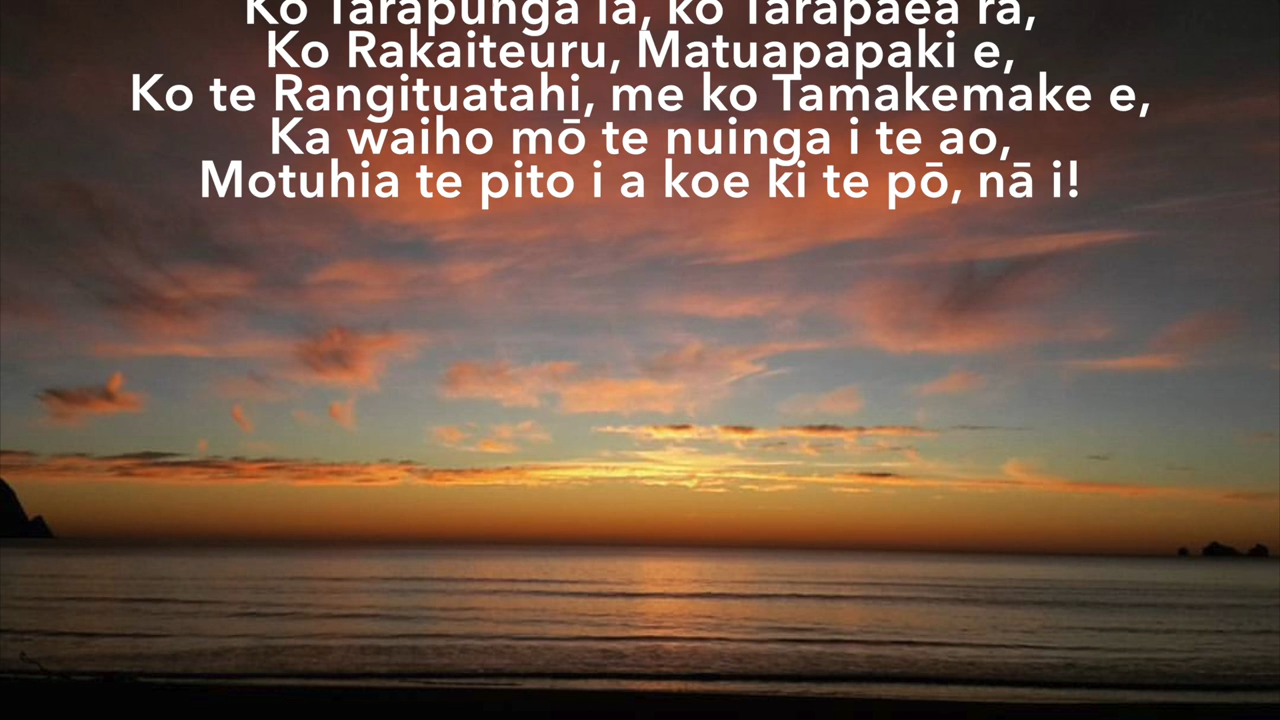 Ko Tarapunga ia, ko Tarapaea ra,
Ko Rakaiteuru, Matuapapaki e,
Ko te Rangituatahi, me ko Tamakemake e,
Ka waiho mō te nuinga i te ao,
Motuhia te pito i a koe ki te pō, nā i!